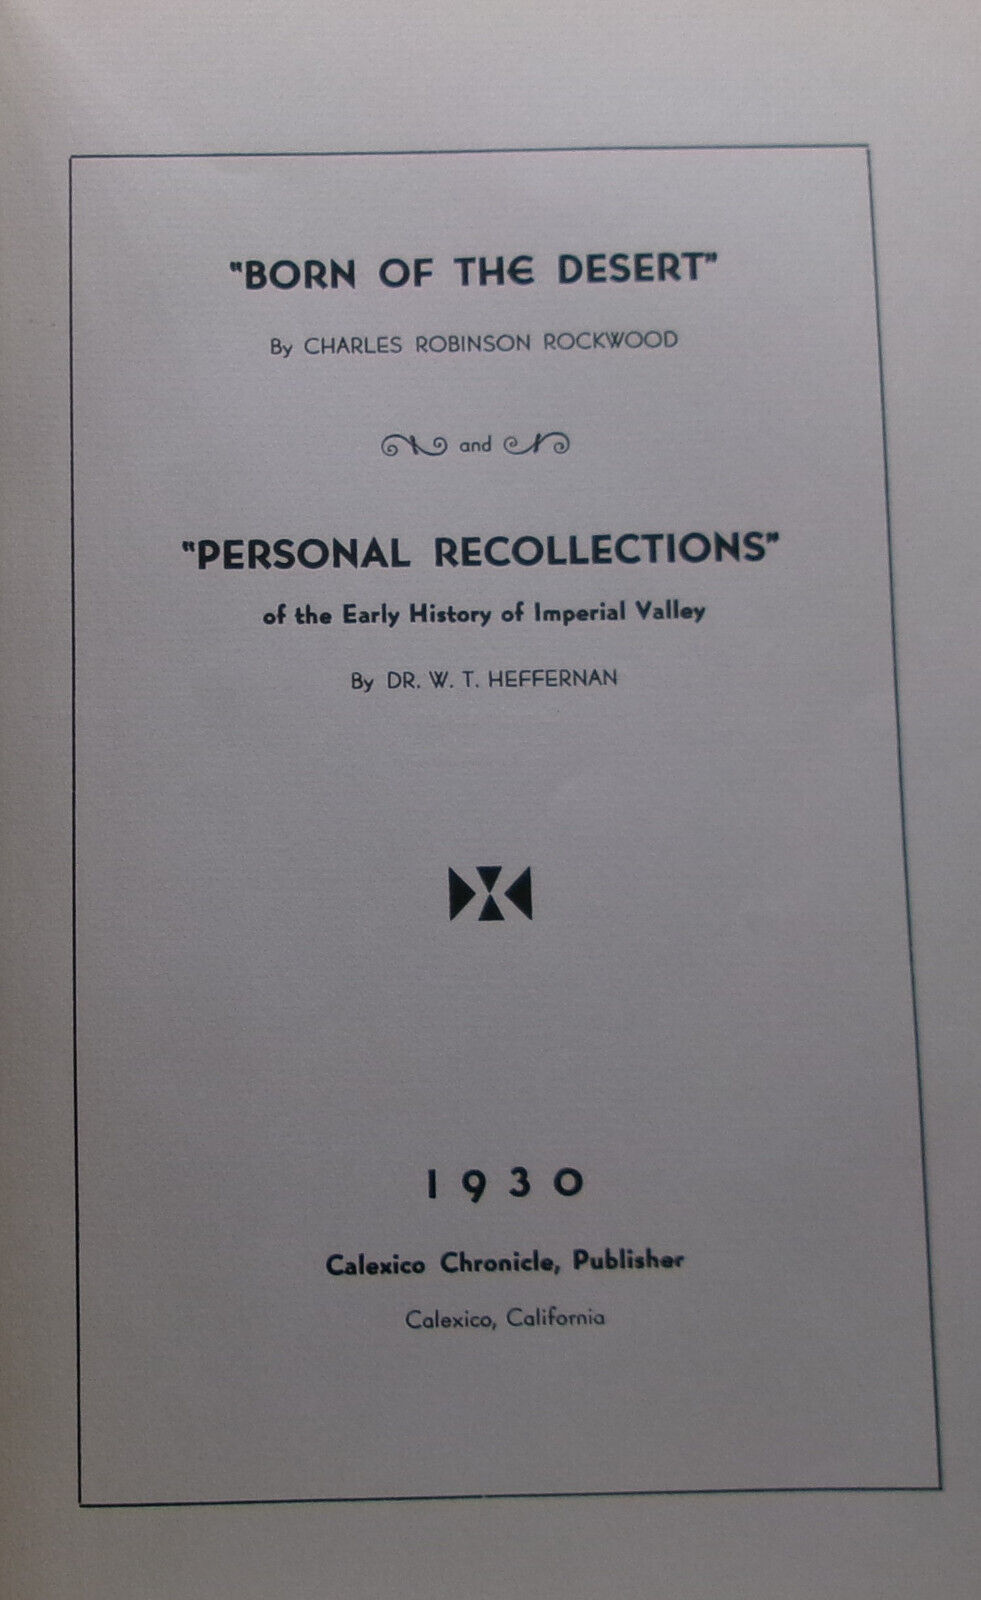 "BORN OF THE DESERT"
By CHARLES ROBINSON ROCKWOOD
and
"PERSONAL RECOLLECTIONS"
of the Early History of Imperial Valley
By DR. W. T. HEFFERNAN
1930
Calexico Chronicle, Publisher
Calexico, California